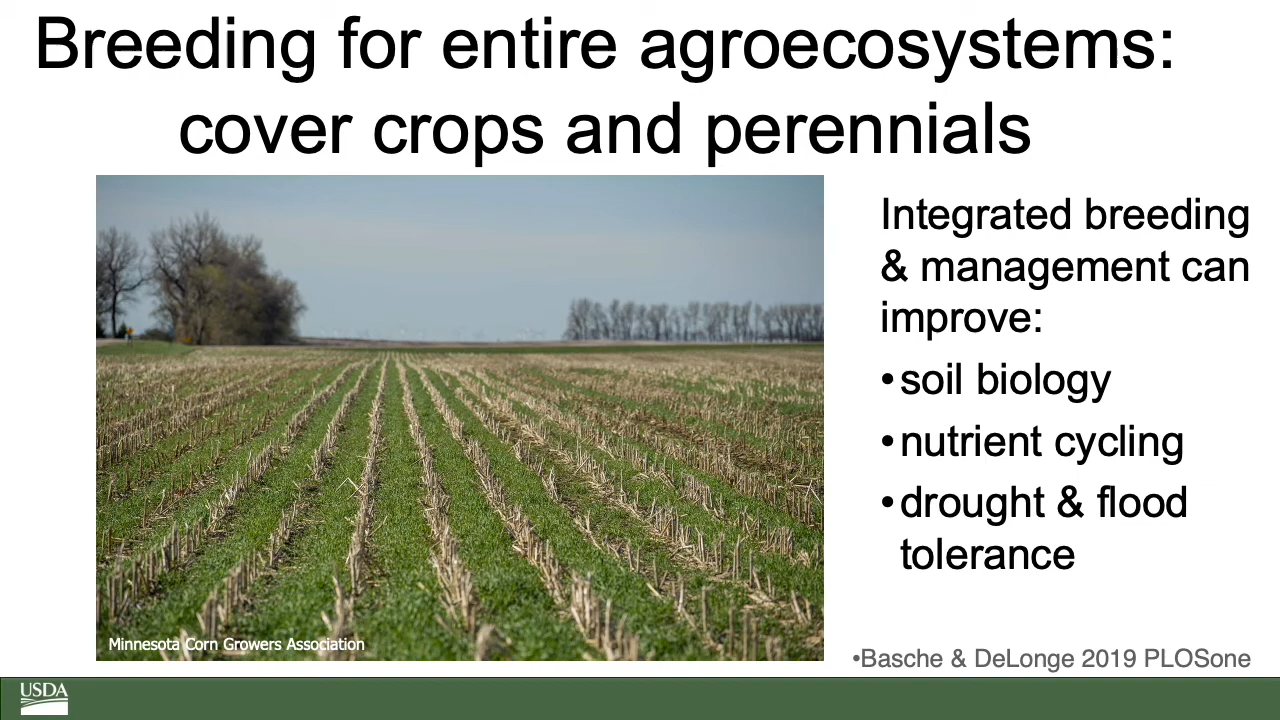 Breeding for entire agroecosystems:
cover crops and perennials
Integrated breeding
& management can
improve:
•soil biology
•nutrient cycling
•drought & flood
tolerance
Minnesota Corn Growers Association
•Basche & DeLonge 2019 PLOSone
USDA